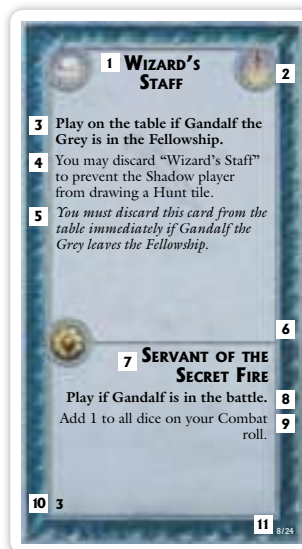 1 WIZARD'S
STAFF
2
3 Play on the table if Gandalf the
Grey is in the Fellowship.
4 You may discard “Wizard's Staff”
to prevent the Shadow player
from drawing a Hunt tile.
5 You must discard this card from the
table immediately if Gandalf the
Grey leaves the Fellowship.
6
7 SERVANT OF THE
SECRET FIRE
Play if Gandalf is in the battle. 8
Add 1 to all dice on your Combat 9
roll.
10 3
11 8/24